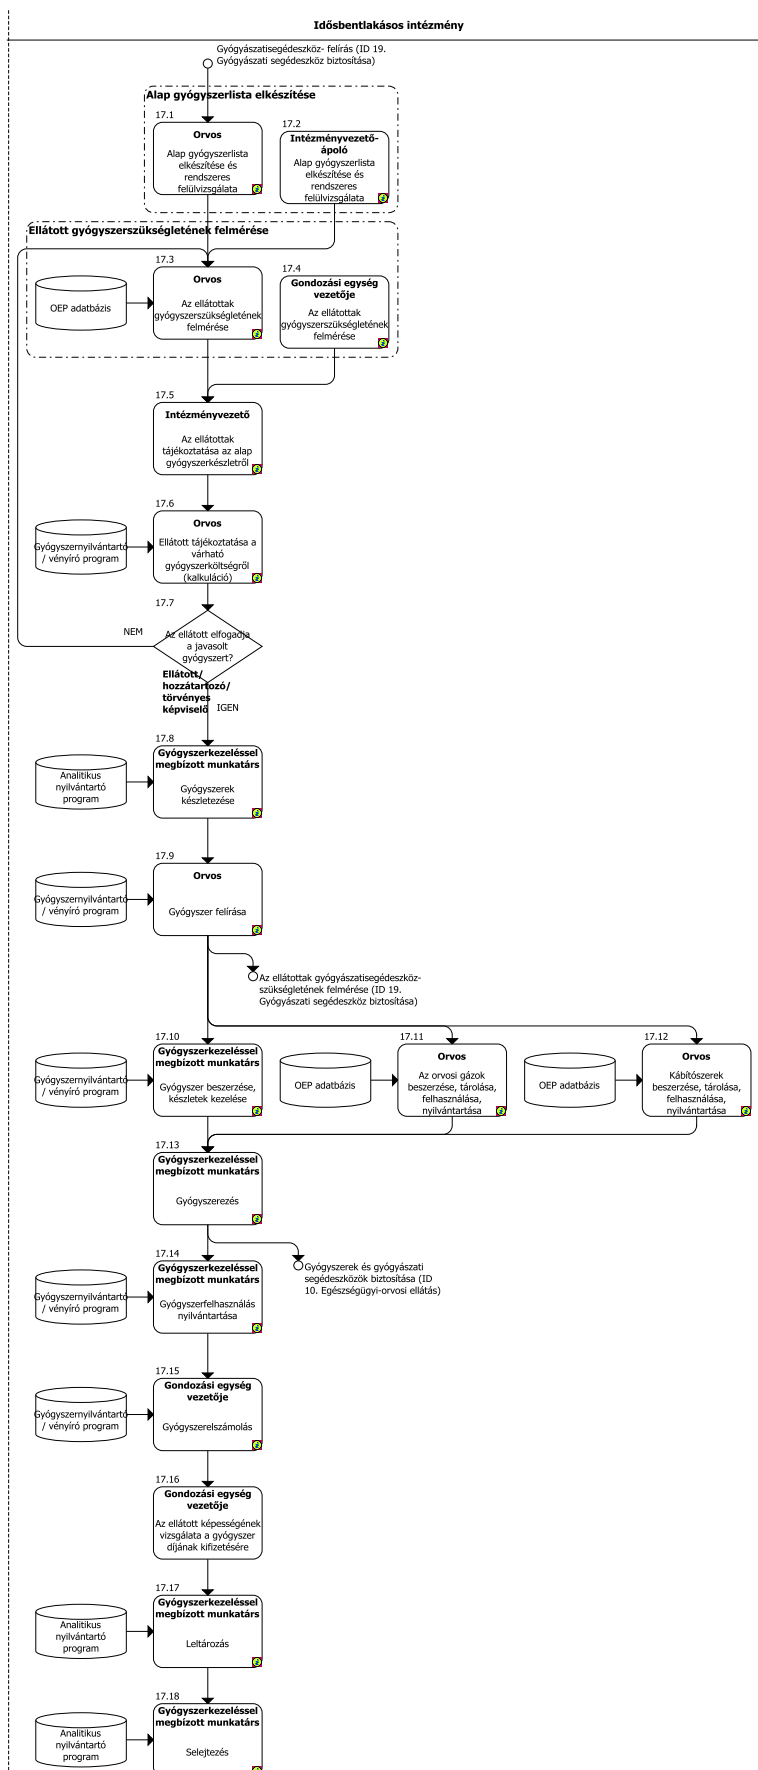 Idősbentlakásos intézmény
Gyógyászatisegédeszköz- felírás (ID 19.
Gyógyászati segédeszköz biztosítása)
Alap gyógyszerlista elkészítése
17.1
Orvos
Alap gyógyszerlista
elkészítése és
rendszeres
felülvizsgálata
17.2
Intézményvezető-
ápoló
Alap gyógyszerlista
elkészítése és
rendszeres
felülvizsgálata
Ellátott gyógyszerszükségletének felmérése
OEP adatbázis
17.3
Orvos
Az ellátottak
gyógyszerszükségletének
felmérése
17.4
Gondozási egység
vezetője
Az ellátottak
gyógyszerszükségletének
felmérése
17.5
Intézményvezető
Az ellátottak
tájékoztatása az alap
gyógyszerkészletről
Gyógyszernyilvántartó
/ vényíró program
17.6
Orvos
Ellátott tájékoztatása a
várható
gyógyszerköltségről
(kalkuláció)
17.7
NEM
Az ellátott elfogadja
a javasolt
gyógyszert?
Ellátott/
hozzátartozó/
törvényes
képviselő
IGEN
Analitikus
nyilvántartó
program
17.8
Gyógyszerkezeléssel
megbízott munkatárs
Gyógyszerek
készletezése
Gyógyszernyilvántartó
/ vényíró program
17.9
Orvos
Gyógyszer felírása
Az ellátottak gyógyászatisegédeszköz-
szükségletének felmérése (ID 19.
Gyógyászati segédeszköz biztosítása)
Gyógyszernyilvántartó
/ vényíró program
17.10
Gyógyszerkezeléssel
megbízott munkatárs
Gyógyszer beszerzése,
készletek kezelése
OEP adatbázis
17.11
Orvos
Az orvosi gázok
beszerzése, tárolása,
felhasználása,
nyilvántartása
OEP adatbázis
17.12
Orvos
Kábítószerek
beszerzése, tárolása,
felhasználása,
nyilvántartása
17.13
Gyógyszerkezeléssel
megbízott munkatárs
Gyógyszerezés
Gyógyszerek és gyógyászati
segédeszközök biztosítása (ID
10. Egészségügyi-orvosi ellátás)
Gyógyszernyilvántartó
/ vényíró program
17.14
Gyógyszerkezeléssel
megbízott munkatárs
Gyógyszerfelhasználás
nyilvántartása
Gyógyszernyilvántartó
/ vényíró program
17.15
Gondozási egység
vezetője
Gyógyszerelszámolás
17.16
Gondozási egység
vezetője
Az ellátott képességének
vizsgálata a gyógyszer
díjának kifizetésére
Analitikus
nyilvántartó
program
17.17
Gyógyszerkezeléssel
megbízott munkatárs
Leltározás
Analitikus
nyilvántartó
program
17.18
Gyógyszerkezeléssel
megbízott munkatárs
Selejtezés